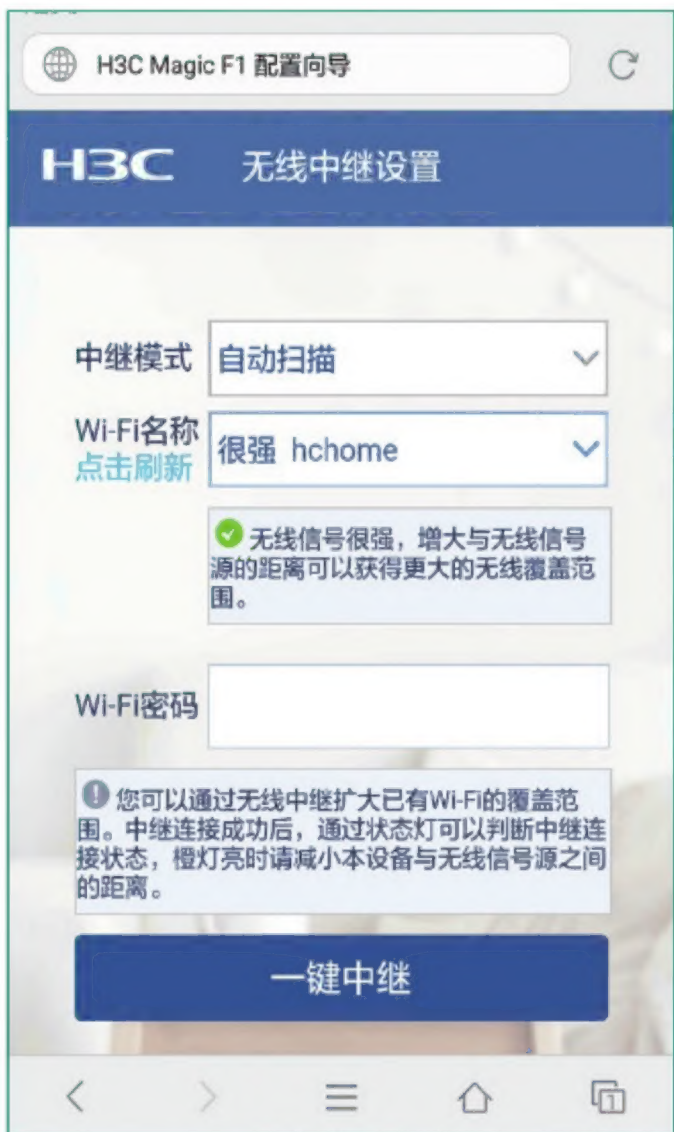 H3C Magic F1 配置向导
H3C 无线中继设置
中继模式 自动扫描
Wi-Fi名称
点击刷新
很强 hchome
无线信号很强，增大与无线信号
源的距离可以获得更大的无线覆盖范
围。
Wi-Fi密码
您可以通过无线中继扩大已有Wi-Fi的覆盖范
围。中继连接成功后，通过状态灯可以判断中继连
接状态，橙灯亮时请减小本设备与无线信号源之间
的距离。
一键中继
1